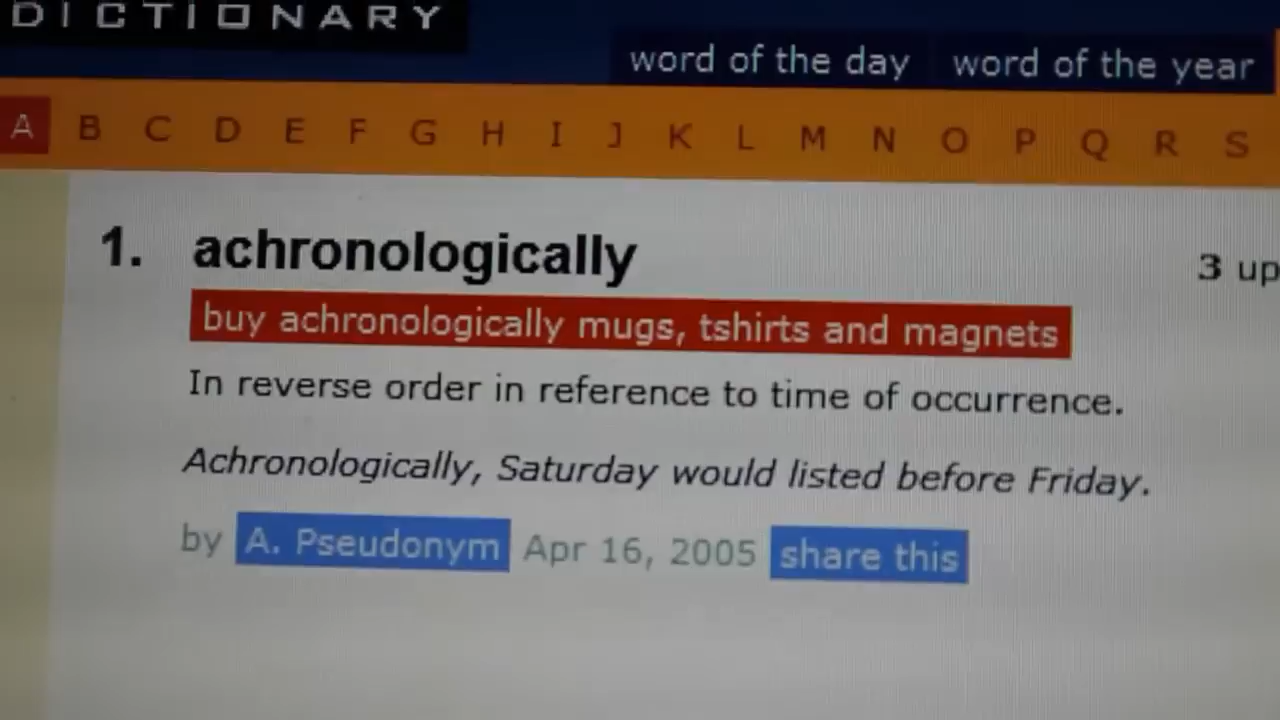 DICTIONARY
word of the day word of the year
A B C D E F G H I J K L M N O P Q R S
1. achronologically 3 up
buy achronologically mugs, tshirts and magnets
In reverse order in reference to time of occurrence.
Achronologically, Saturday would listed before Friday.
by A. Pseudonym Apr 16, 2005 share this